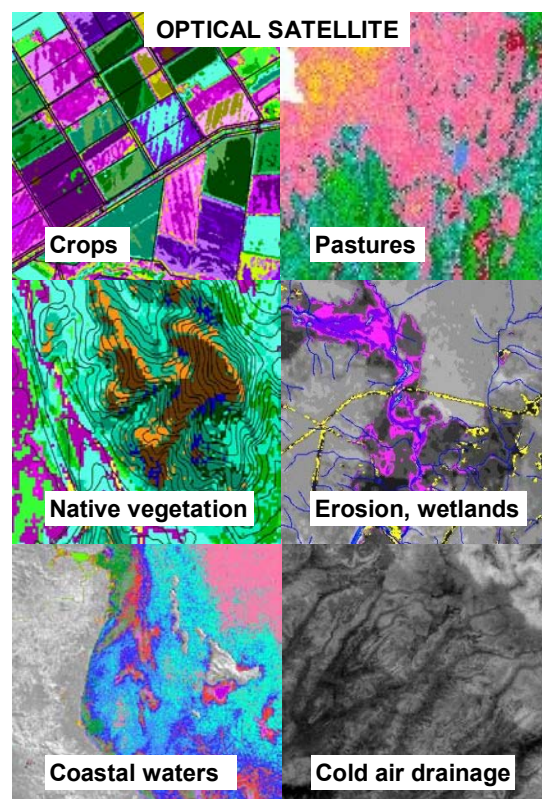 OPTICAL SATELLITE
Crops
Pastures
Native vegetation
Erosion, wetlands
Coastal waters
Cold air drainage